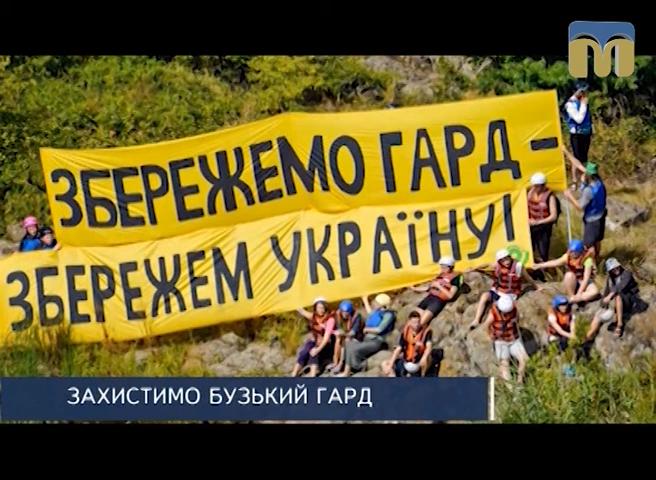 ЗБЕРЕЖЕМО ГАРД -
ЗБЕРЕЖЕМ УКРАЇНУ!
ЗАХИСТИМО БУЗЬКИЙ ГАРД